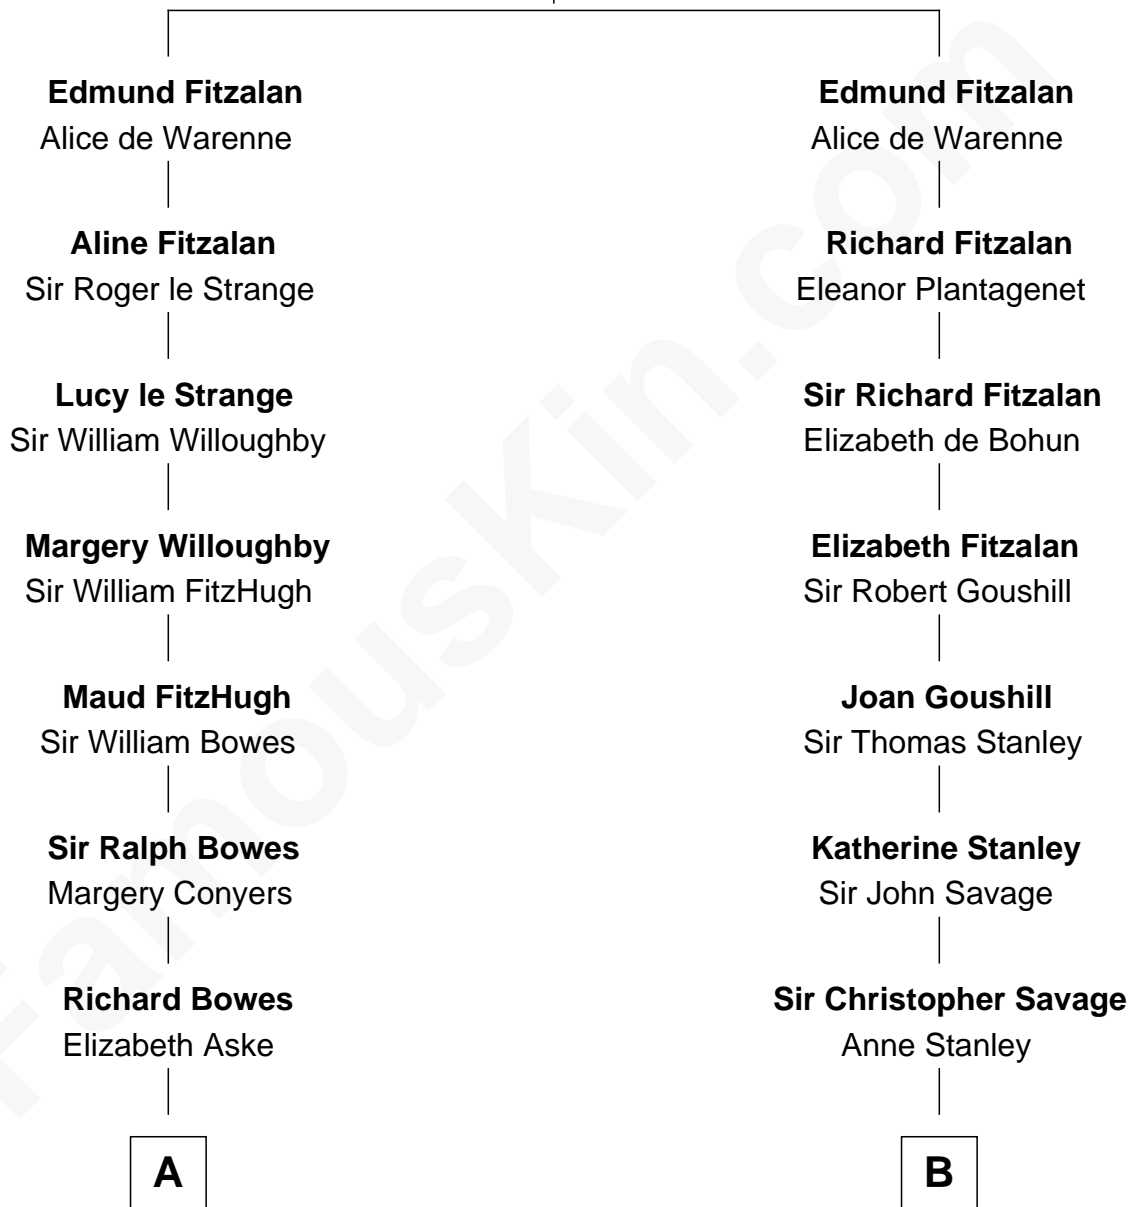 Edmund Fitzalan
Alice de Warenne
Aline Fitzalan
Sir Roger le Strange
Lucy le Strange
Sir William Willoughby
Margery Willoughby
Sir William FitzHugh
Maud FitzHugh
Sir William Bowes
Sir Ralph Bowes
Margery Conyers
Richard Bowes
Elizabeth Aske
A
Edmund Fitzalan
Alice de Warenne
Richard Fitzalan
Eleanor Plantagenet
Sir Richard Fitzalan
Elizabeth de Bohun
Elizabeth Fitzalan
Sir Robert Goushill
Joan Goushill
Sir Thomas Stanley
Katherine Stanley
Sir John Savage
Sir Christopher Savage
Anne Stanley
B
FamousKin.com